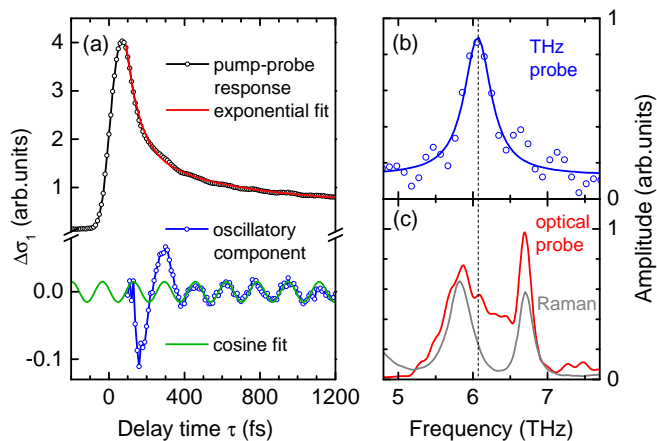 (a)
pump-probe
response
exponential fit
oscillatory
component
cosine fit
4
3
2
1
0.0
-0.1
Δσ1 (arb.units)
0 400 800 1200
Delay time τ (fs)
(b)
THz
probe
1
0
(c)
optical
probe
Raman
1
0
Amplitude (arb.units)
5 6 7
Frequency (THz)